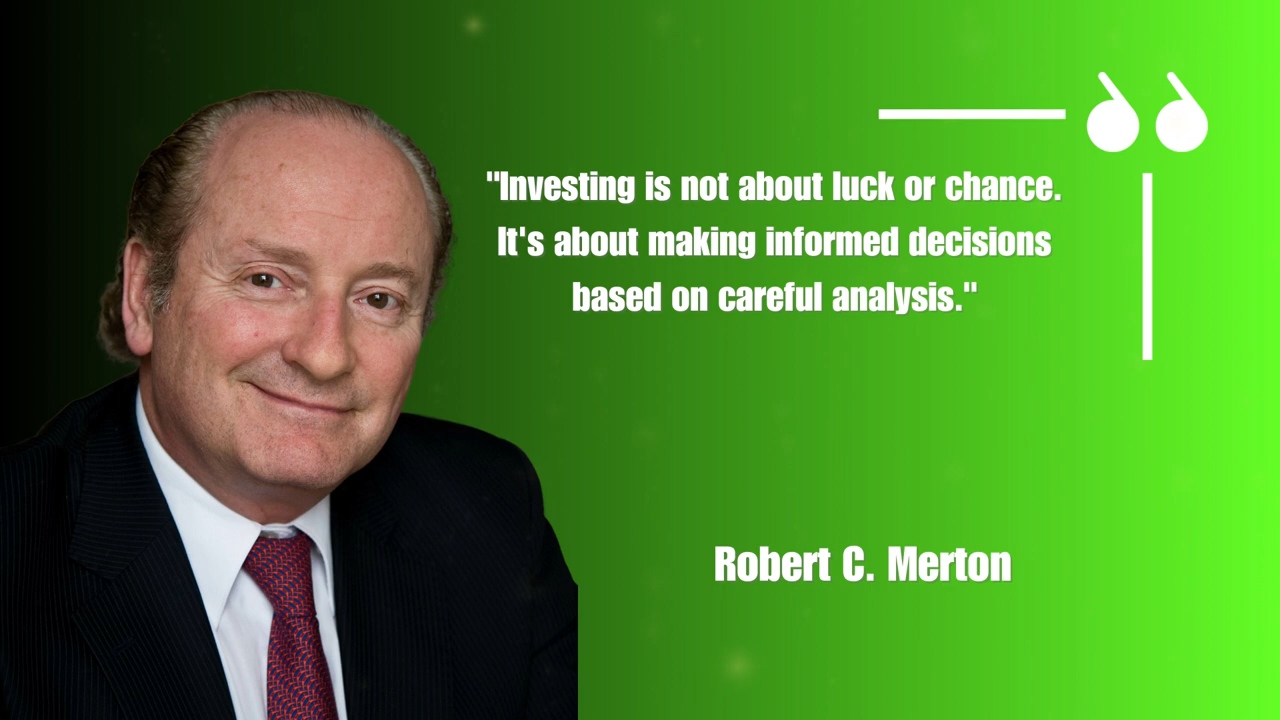 "Investing is not about luck or chance.
It's about making informed decisions
based on careful analysis."
Robert C. Merton